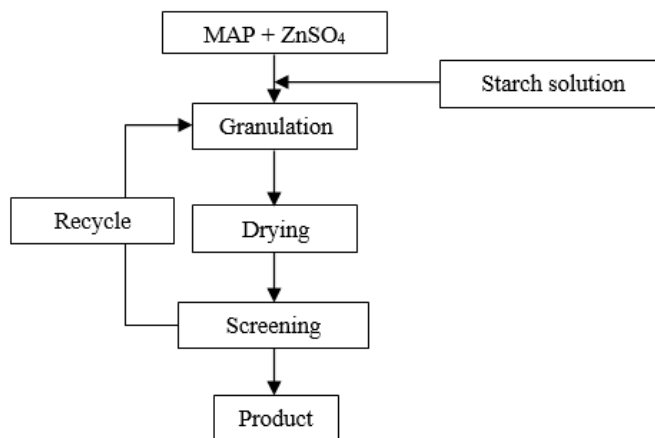 MAP + ZnSO₄
Starch solution
Granulation
Recycle
Drying
Screening
Product